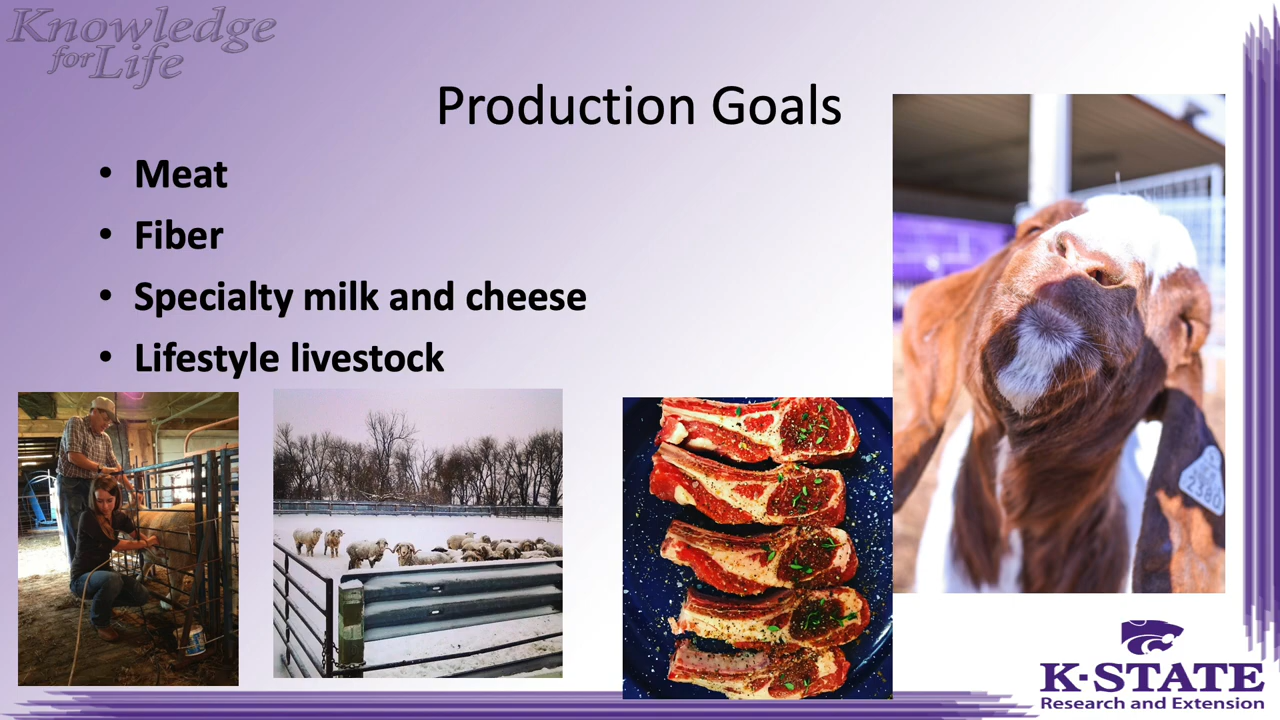 Knowledge
for Life
Production Goals
• Meat
• Fiber
• Specialty milk and cheese
• Lifestyle livestock
2380
K-STATE
Research and Extension